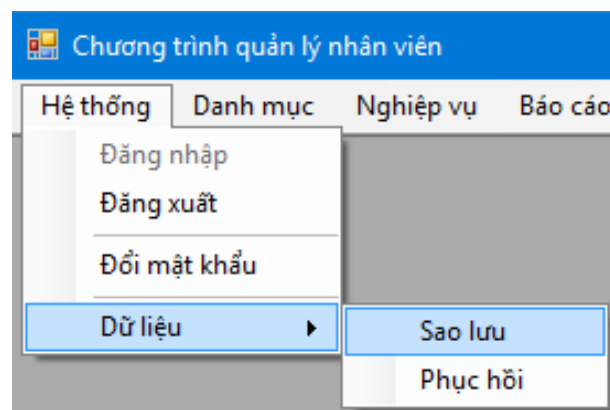 Chương trình quản lý nhân viên
Hệ thống Danh mục Nghiệp vụ Báo cáo
Đăng nhập
Đăng xuất
Đổi mật khẩu
Dữ liệu Sao lưu
Phục hồi